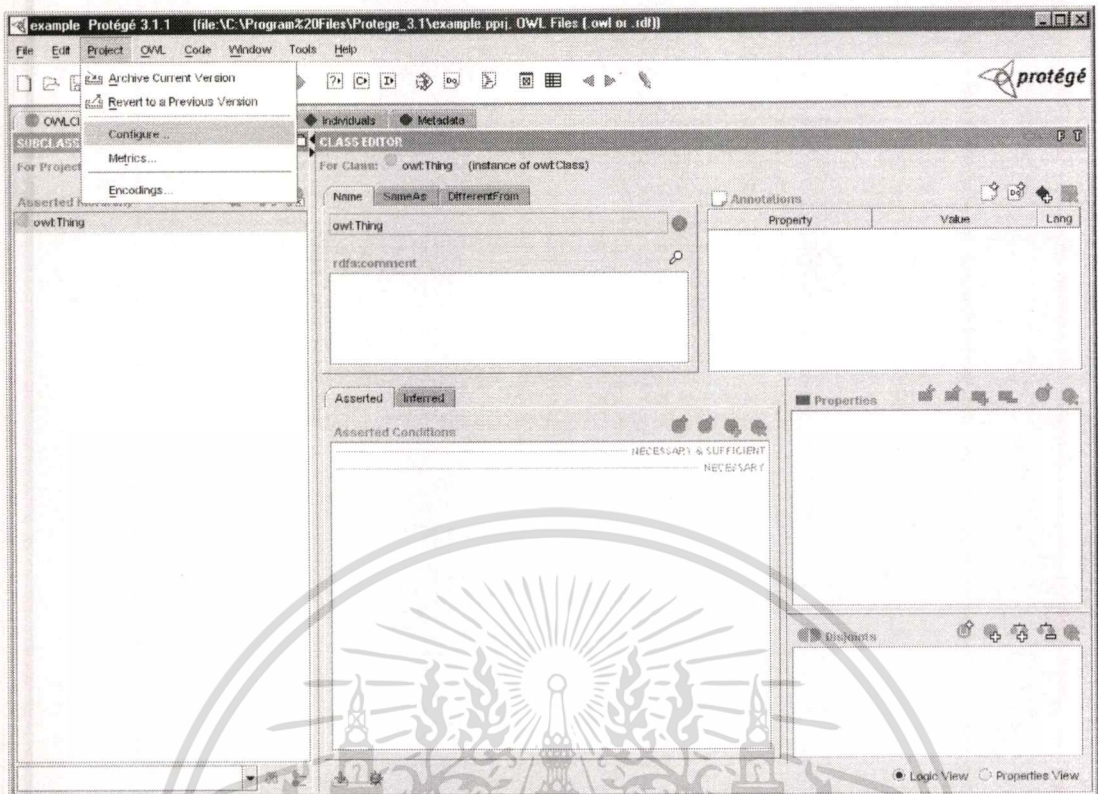 example Protégé 3.1.1 (file:\C:\Program%20Files\Protege_3.1\example.pprj, OWL Files (.owl or .rdf))
File Edit Project OWL Code Window Tools Help
Archive Current Version
Revert to a Previous Version
Configure...
Metrics...
Encodings...
protégé
Individuals Metadata
SUBCLASS
CLASS EDITOR
For Project
For Class: owl:Thing (instance of owl:Class)
Asserted
Name SameAs DifferentFrom
Annotations
owl:Thing
owl:Thing
Property Value Lang
rdfs:comment
Asserted Inferred
Properties
Asserted Conditions
NECESSARY & SUFFICIENT
NECESSARY
Disjoints
Logic View Properties View